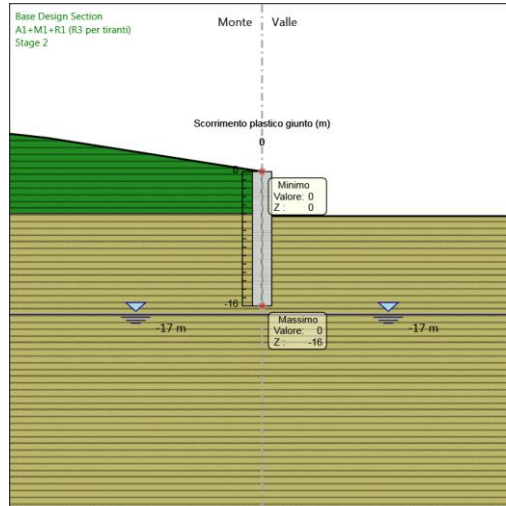 Base Design Section
A1+M1+R1 (R3 per tiranti)
Stage 2
Monte
Valle
Scorrimento plastico giunto (m)
0
0
Minimo
Valore: 0
Z : 0
-16
Massimo
Valore: 0
Z : -16
-17 m
-17 m